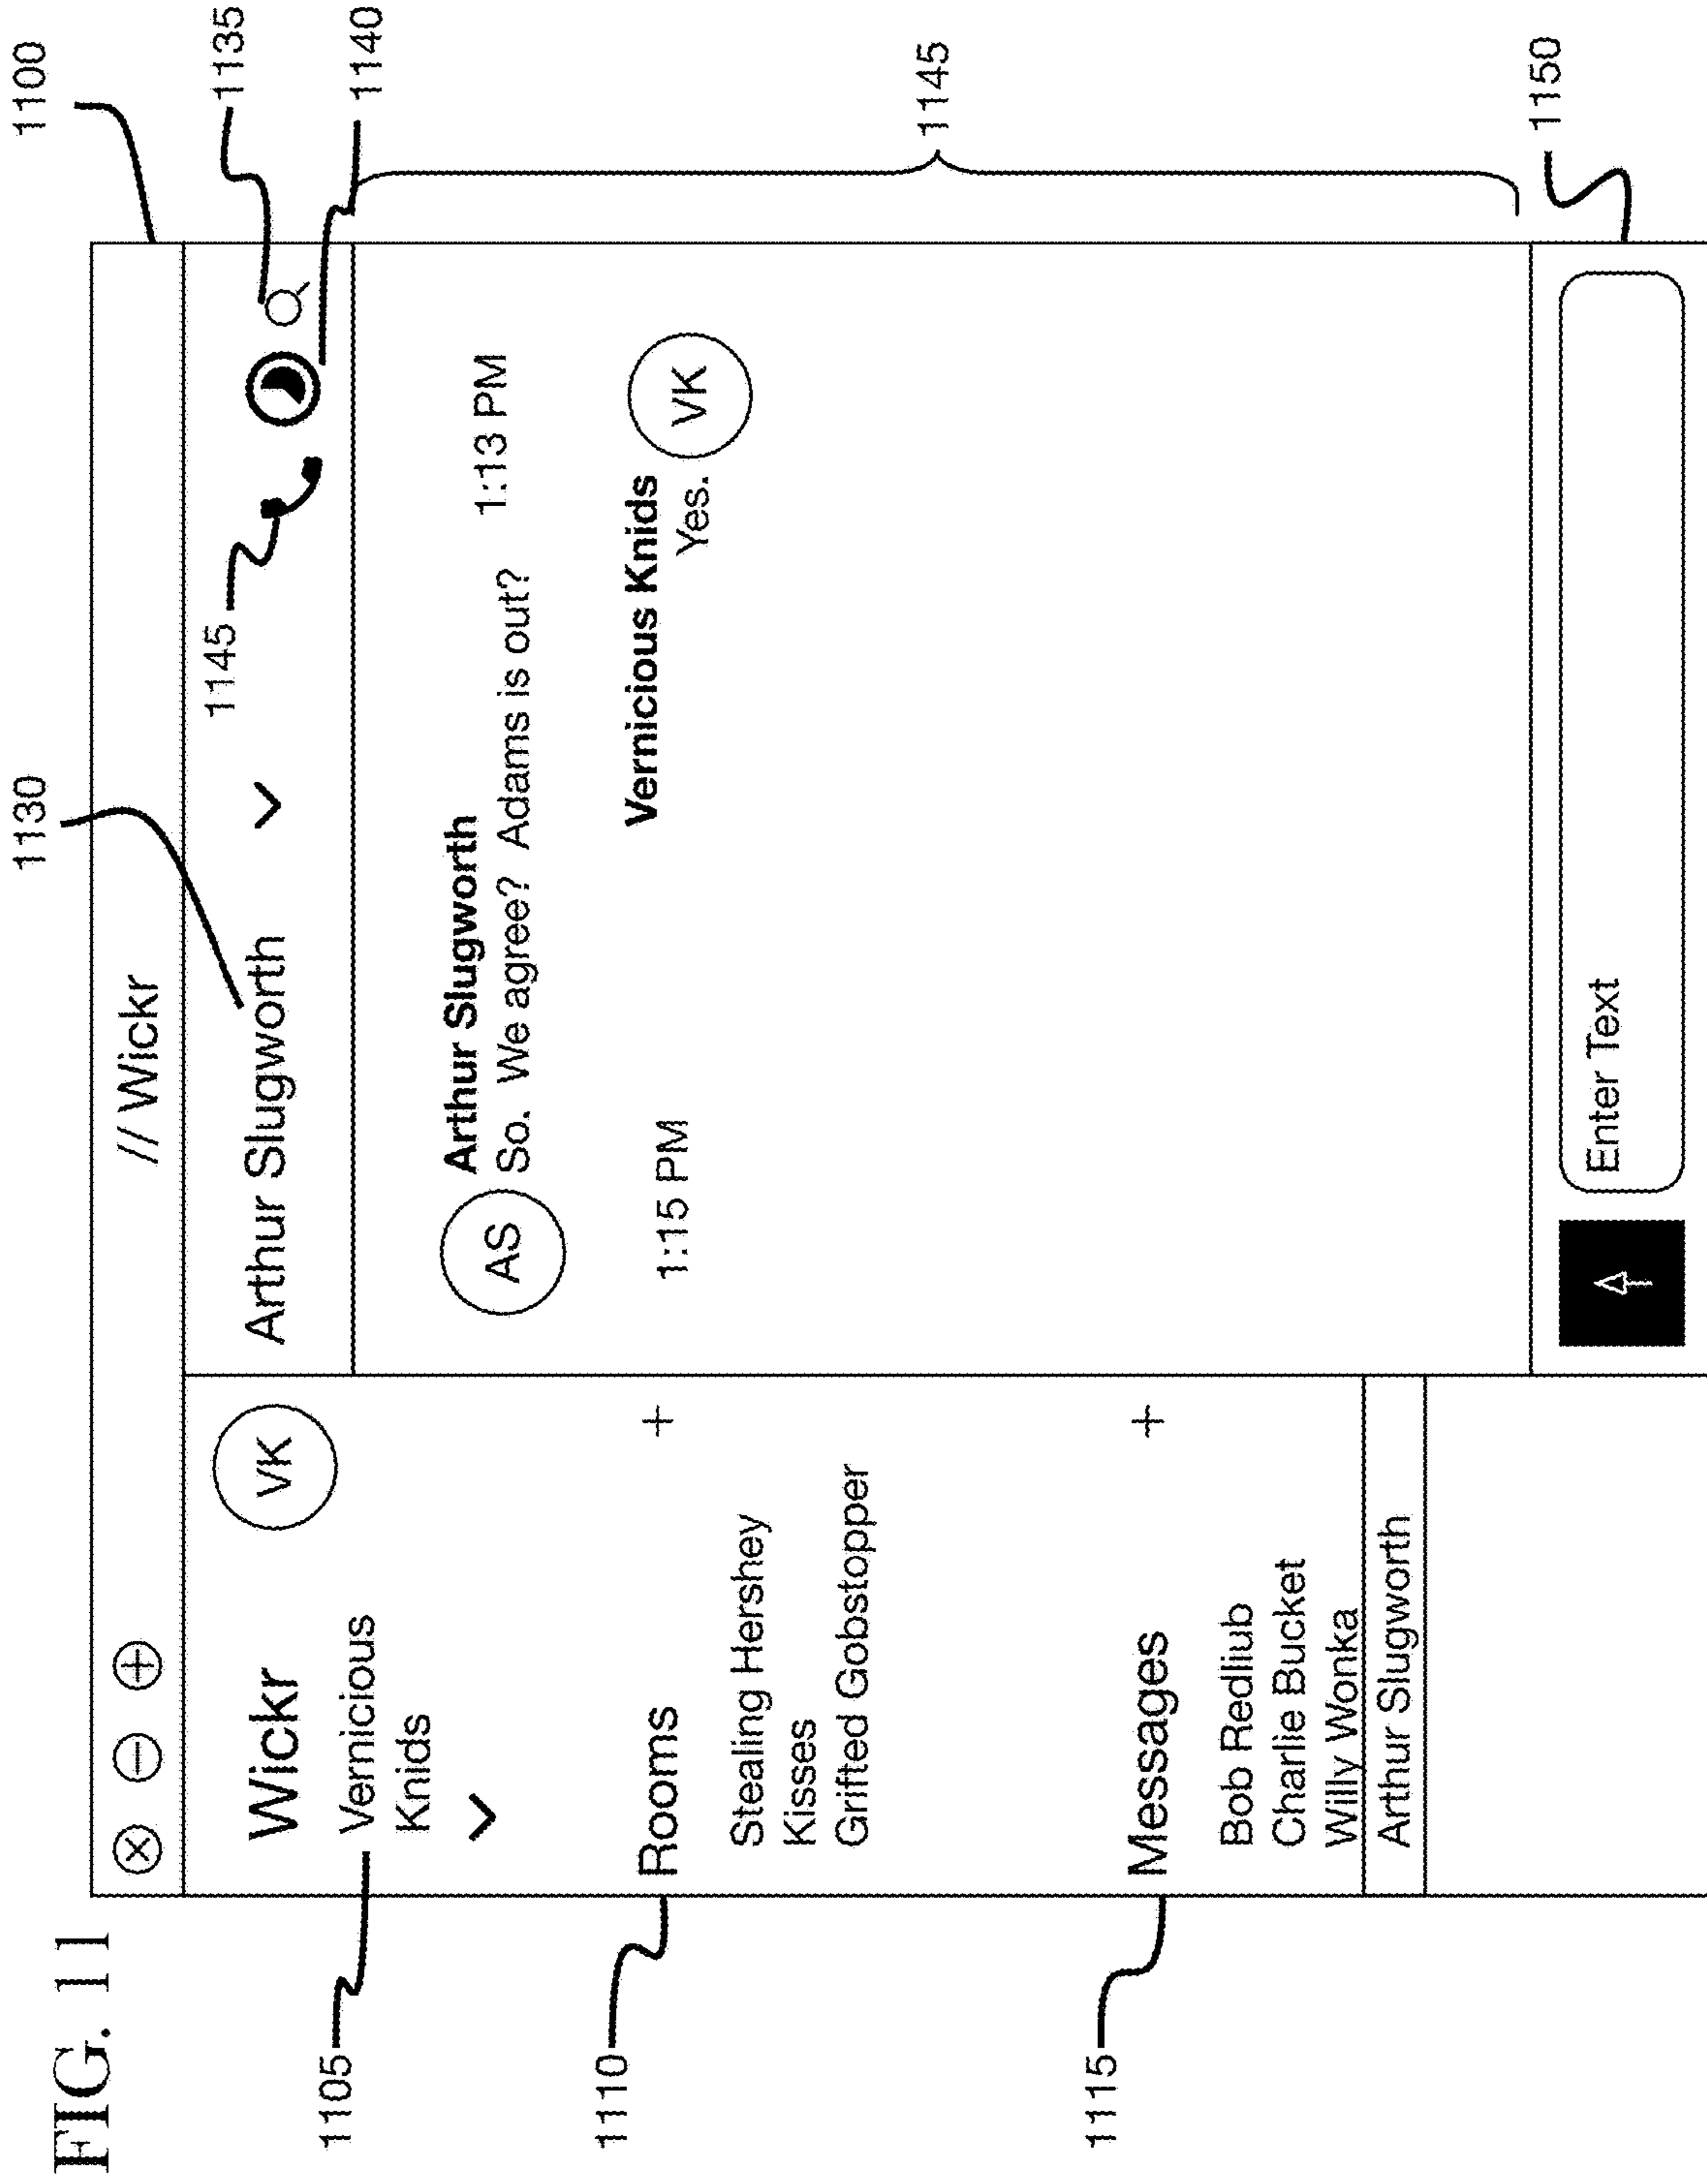 FIG. 11
1100
1130
// Wickr
1135
1140
1145
1105
Wickr
VK
Vernicious
Knids
1110
Rooms
+
Stealing Hershey
Kisses
Grifted Gobstopper
1115
Messages
+
Bob Redliub
Charlie Bucket
Willy Wonka
Arthur Slugworth
Arthur Slugworth
1145
AS
Arthur Slugworth
1:13 PM
So. We agree? Adams is out?
Vernicious Knids
1:15 PM
Yes.
VK
Enter Text
1150